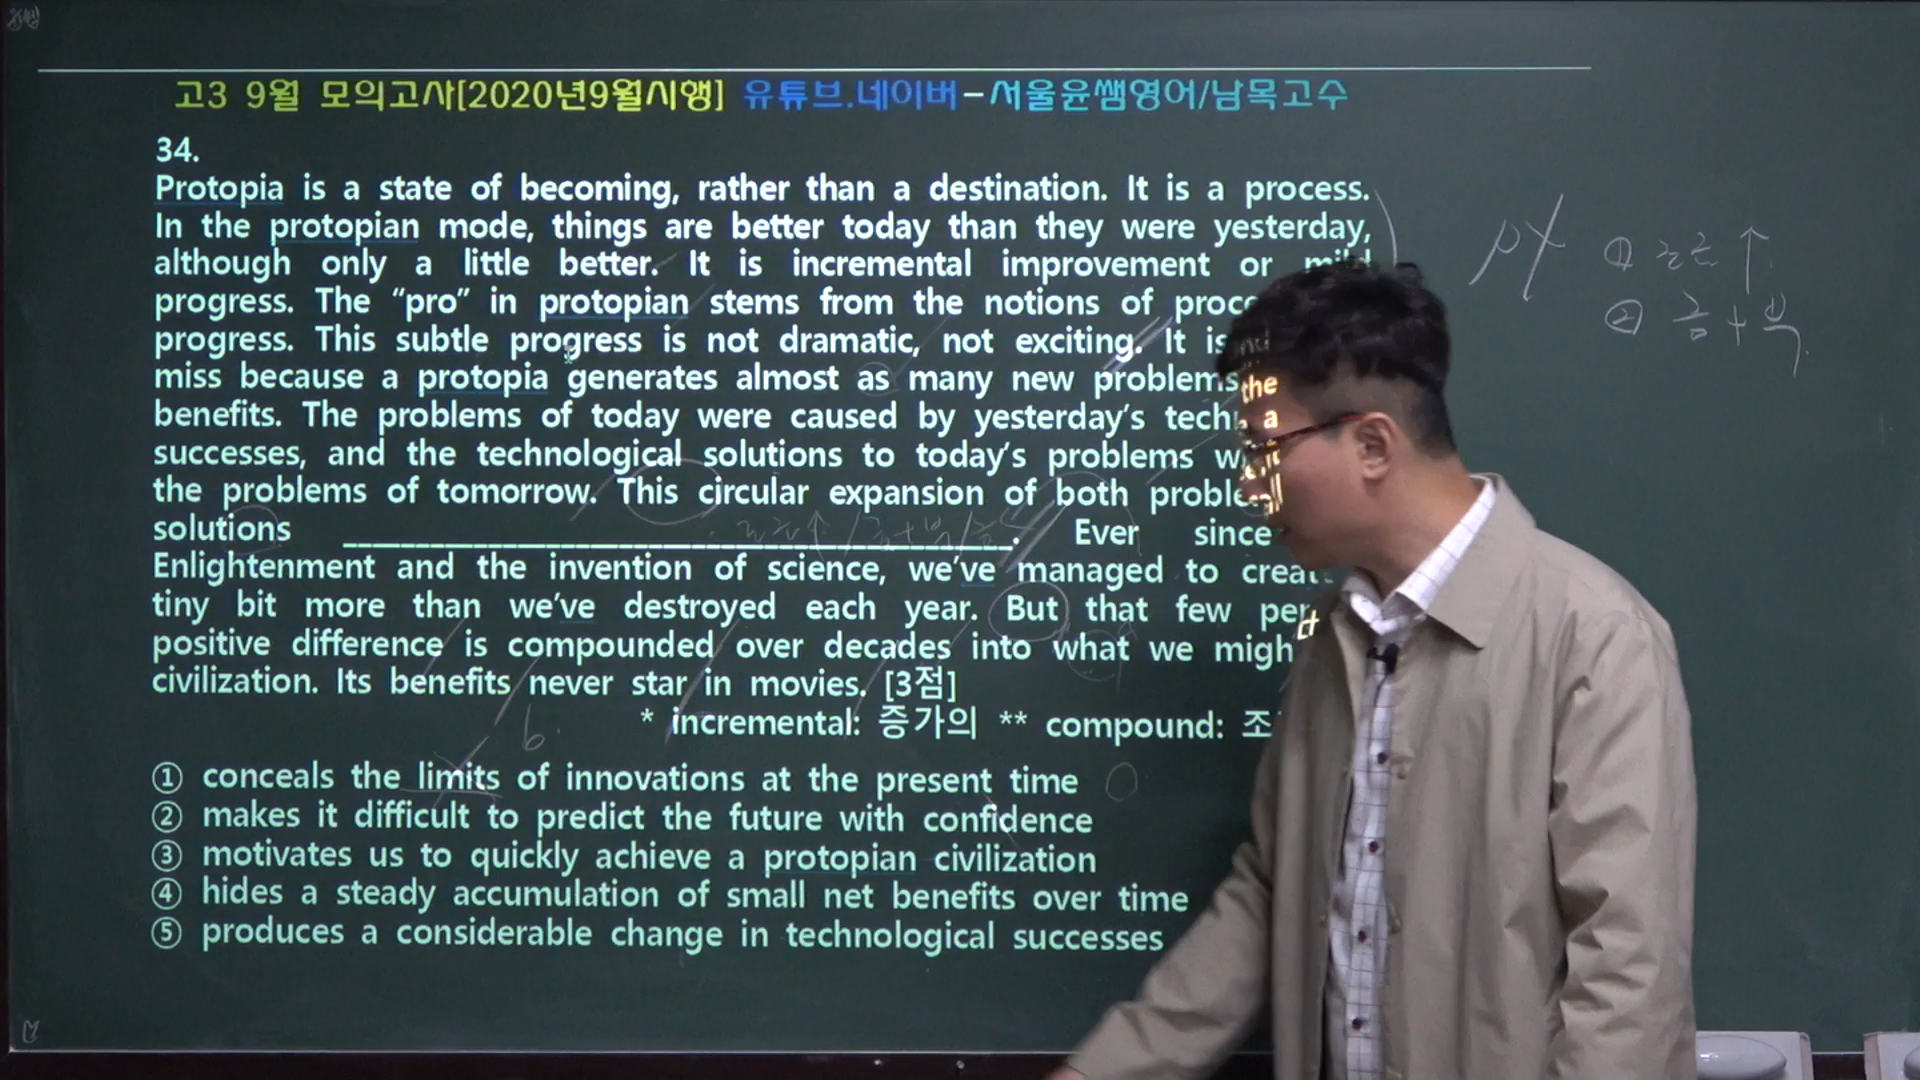 고3 9월 모의고사[2020년9월시행] 유튜브.네이버-서울윤쌤영어/남목고수
34.
Protopia is a state of becoming, rather than a destination. It is a process.
In the protopian mode, things are better today than they were yesterday,
although only a little better. It is incremental improvement or mild
progress. The “pro” in protopian stems from the notions of
progress. This subtle progress is not dramatic, not exciting. It is
miss because a protopia generates almost as many new problems the
benefits. The problems of today were caused by yesterday’s a
successes, and the technological solutions to today’s problems
the problems of tomorrow. This circular expansion of both
solutions ___. Ever since
Enlightenment and the invention of science, we’ve managed to
tiny bit more than we’ve destroyed each year. But that few
positive difference is compounded over decades into what we
civilization. Its benefits never star in movies. [3점]
* incremental: 증가의 ** compound:
① conceals the limits of innovations at the present time
② makes it difficult to predict the future with confidence
③ motivates us to quickly achieve a protopian civilization
④ hides a steady accumulation of small net benefits over time
⑤ produces a considerable change in technological successes